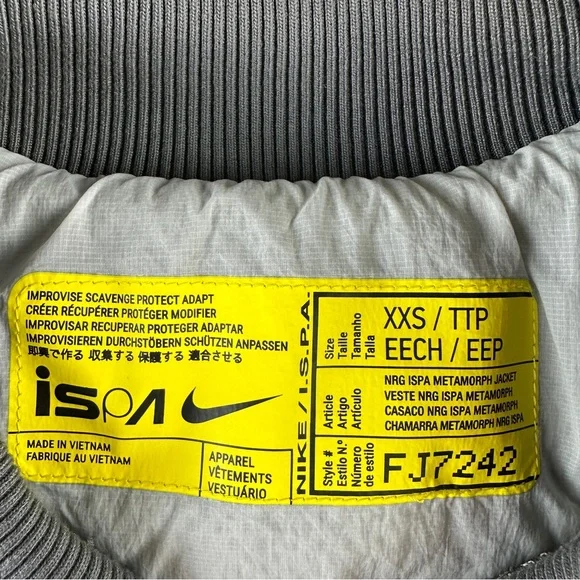 IMPROVISE SCAVENGE PROTECT ADAPT
CRÉER RÉCUPÉRER PROTÉGER MODIFIER
IMPROVISAR RECUPERAR PROTEGER ADAPTAR
IMPROVISIEREN DURCHSTÖBERN SCHÜTZEN ANPASSEN
即興で作る 収集する 保護する 適合させる
ispA
MADE IN VIETNAM
FABRIQUE AU VIETNAM
APPAREL
VÊTEMENTS
VESTUÁRIO
NIKE/I.S.P.A.
Size
Taille
Tamanho
Talla
XXS / TTP
EECH / EEP
Article
Artigo
Artículo
NRG ISPA METAMORPH JACKET
VESTE NRG ISPA METAMORPH
CASACO NRG ISPA METAMORPH
CHAMARRA METAMORPH NRG ISPA
Style #
Estilo N.º
Número
de estilo
FJ7242